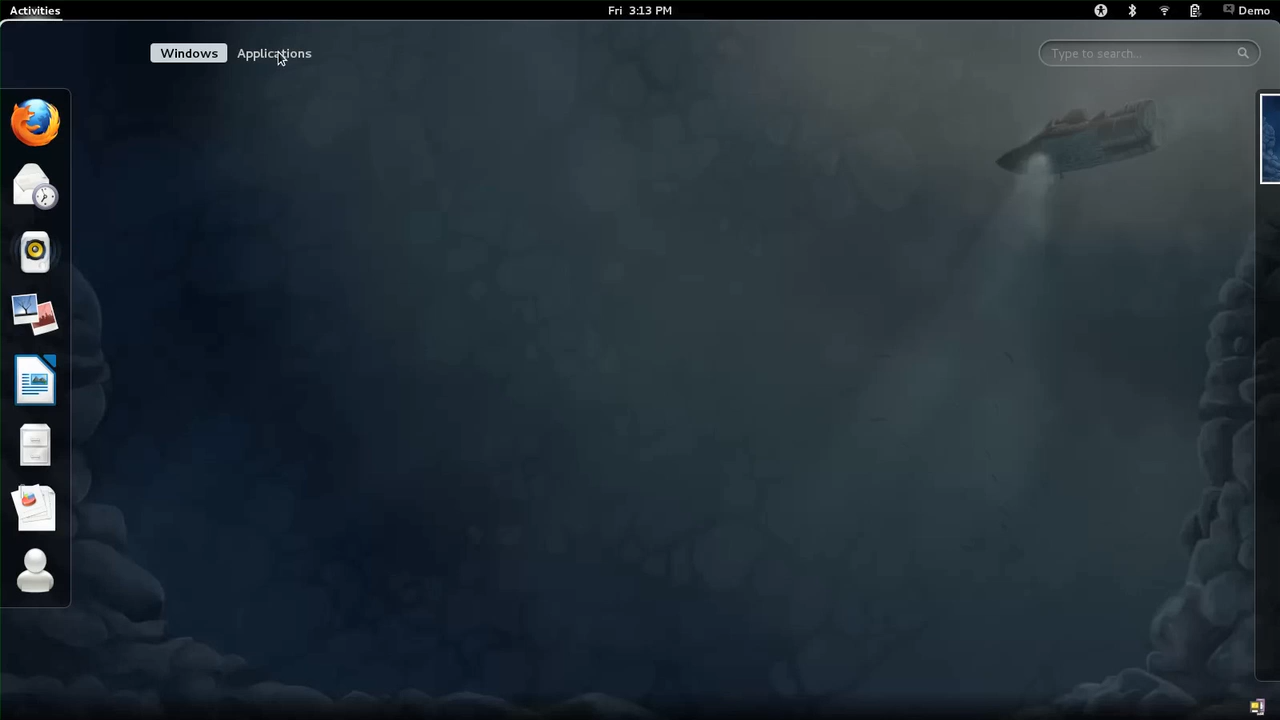 Activities
Fri 3:13 PM
Demo
Windows
Applications
Type to search...